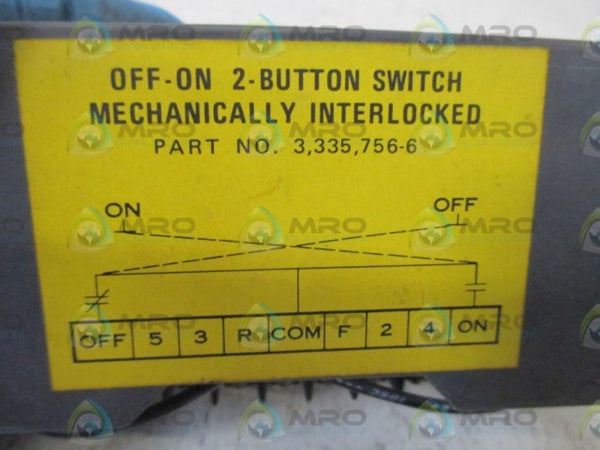 OFF-ON 2-BUTTON SWITCH
MECHANICALLY INTERLOCKED
PART NO. 3,335,756-6
ON OFF
OFF 5 3 R COM F 2 4 ON
MRO